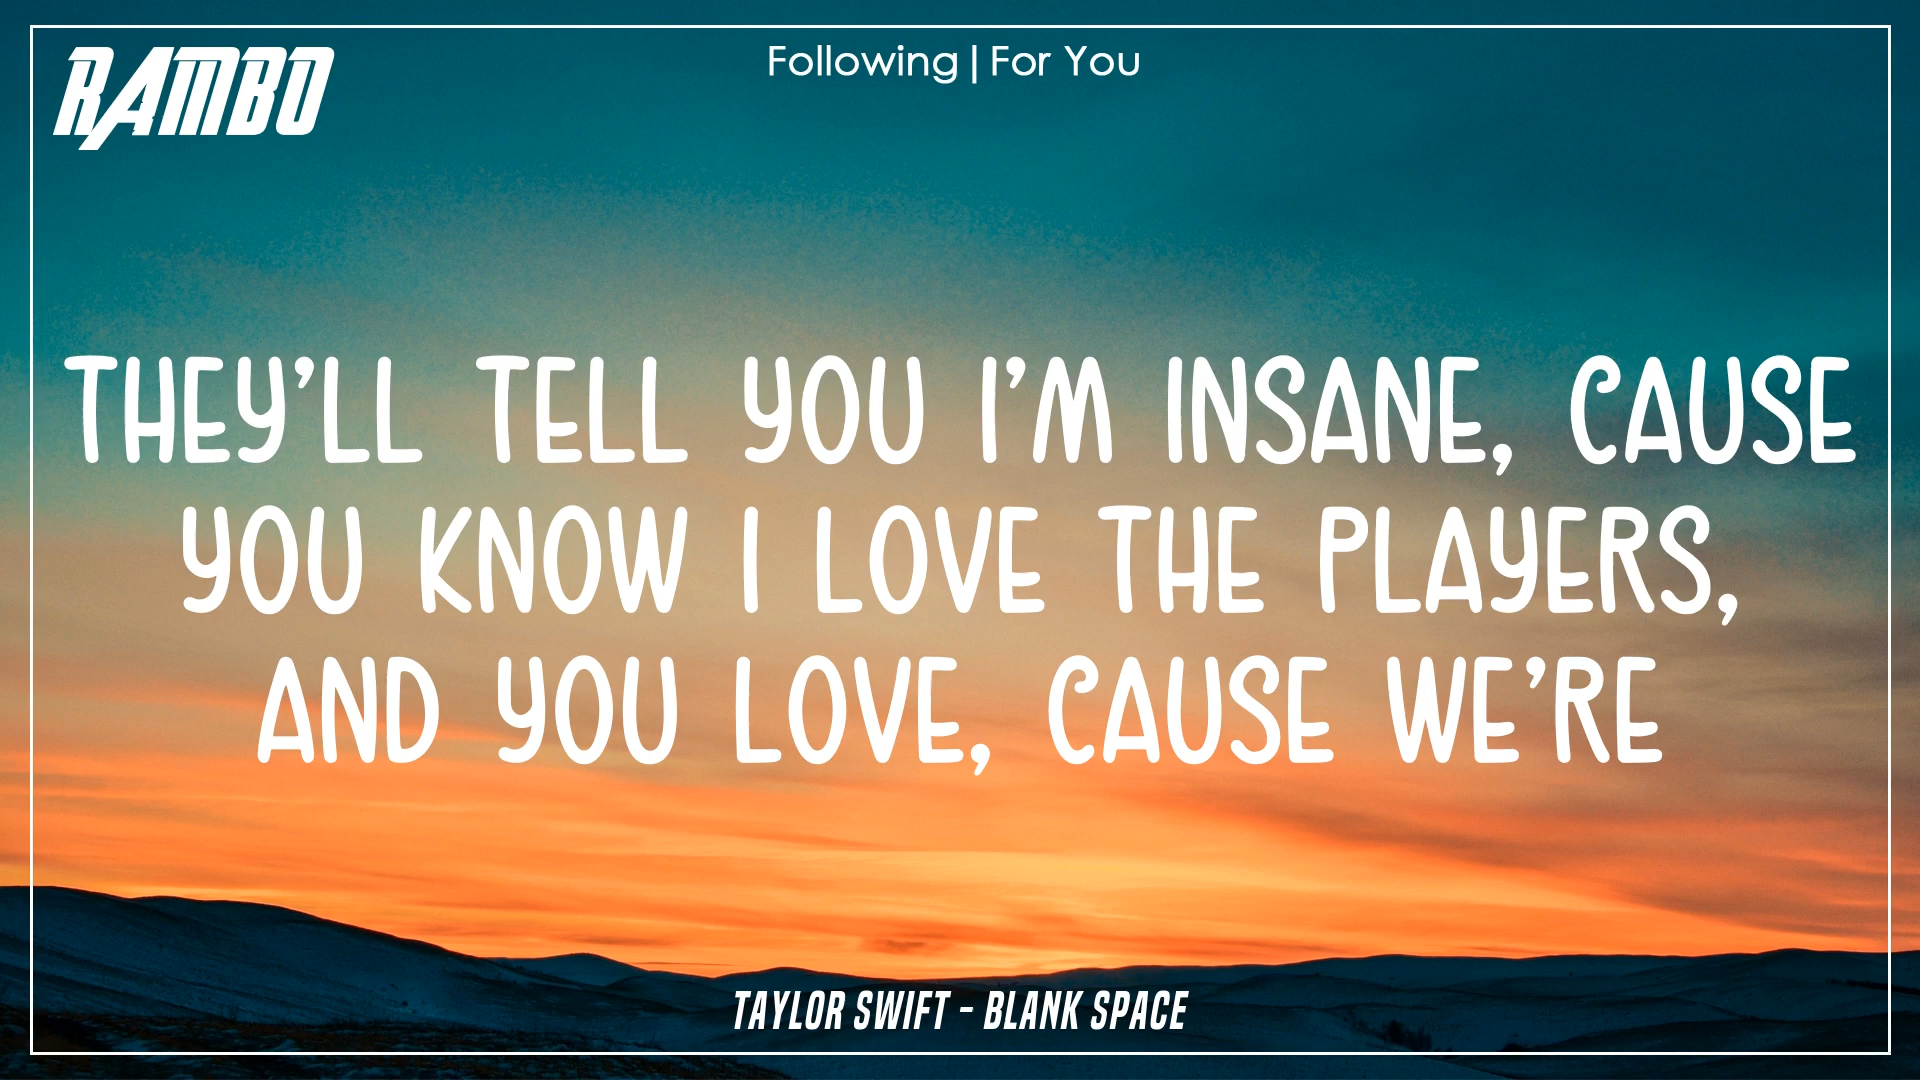 RAMBO
Following | For You
THEY'LL TELL YOU I'M INSANE, CAUSE
YOU KNOW I LOVE THE PLAYERS,
AND YOU LOVE, CAUSE WE'RE
TAYLOR SWIFT - BLANK SPACE